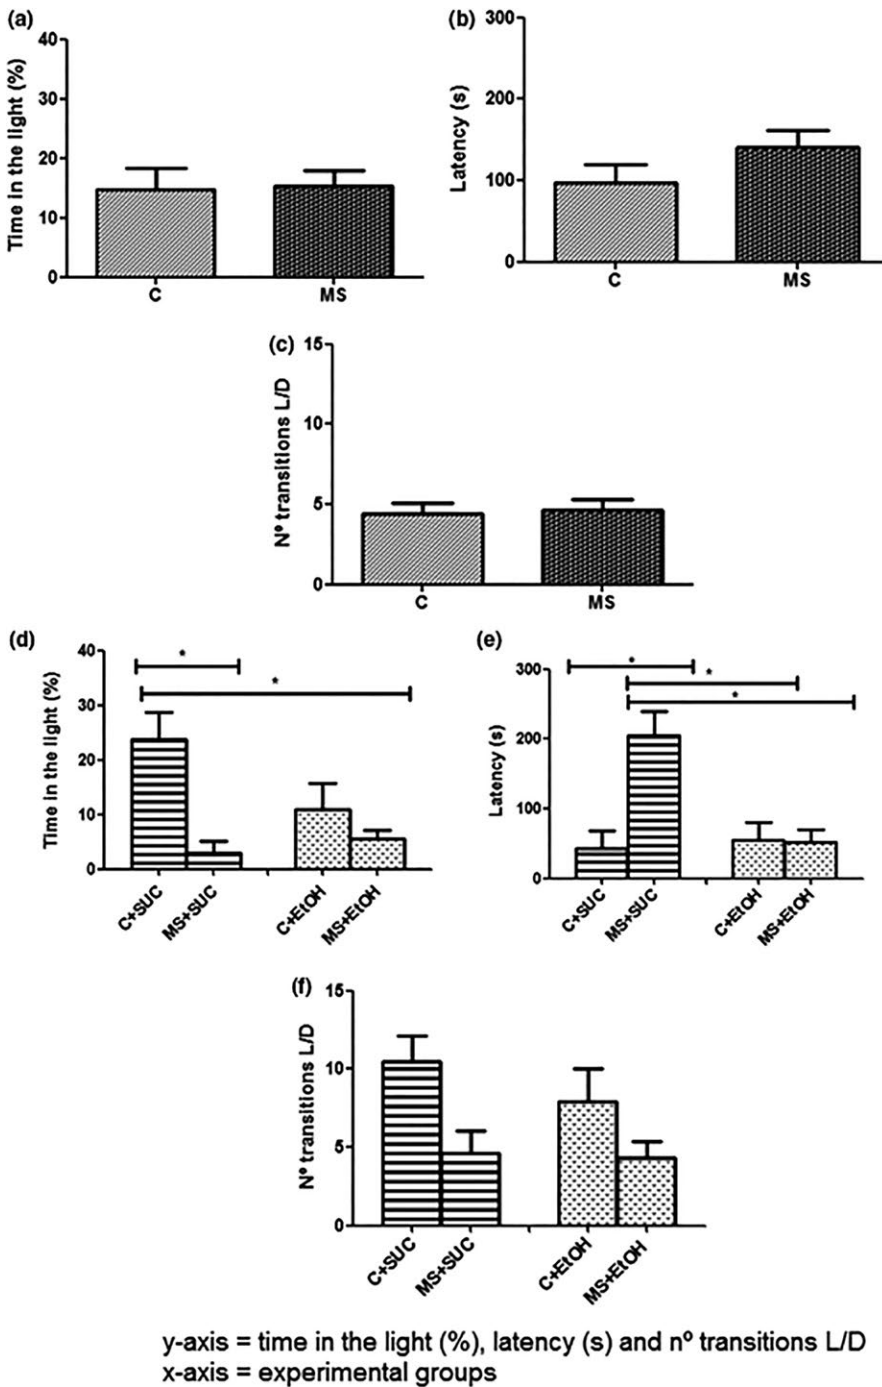 (a)
Time in the light (%)
40
30
20
10
0
C
MS
(b)
Latency (s)
300
200
100
0
C
MS
(c)
Nº transitions L/D
15
10
5
0
C
MS
(d)
Time in the light (%)
40
30
20
10
0
*
*
C+SUC
MS+SUC
C+EtOH
MS+EtOH
(e)
Latency (s)
300
200
100
0
*
*
*
C+SUC
MS+SUC
C+EtOH
MS+EtOH
(f)
Nº transitions L/D
15
10
5
0
C+SUC
MS+SUC
C+EtOH
MS+EtOH
y-axis = time in the light (%), latency (s) and nº transitions L/D
x-axis = experimental groups